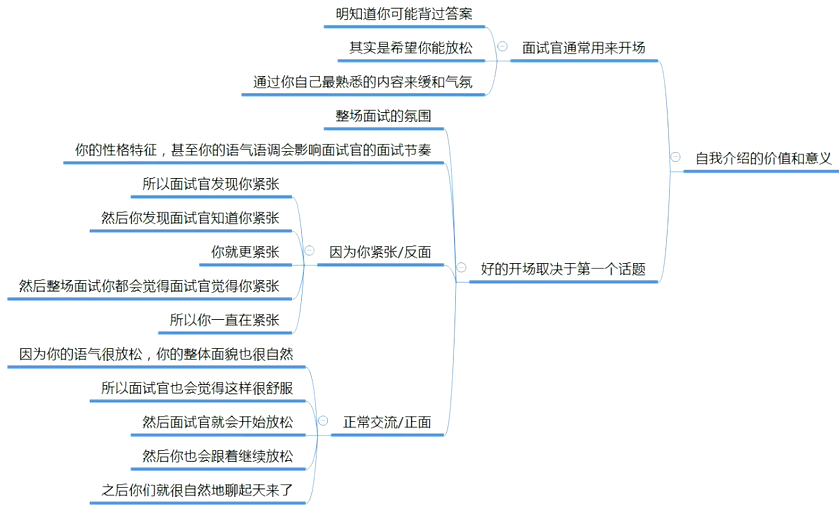 明知道你可能背过答案
其实是希望你能放松
面试官通常用来开场
通过你自己最熟悉的内容来缓和气氛
整场面试的氛围
你的性格特征，甚至你的语气语调会影响面试官的面试节奏
自我介绍的价值和意义
所以面试官发现你紧张
然后你发现面试官知道你紧张
你就更紧张
因为你紧张/反面
好的开场取决于第一个话题
然后整场面试你都会觉得面试官觉得你紧张
所以你一直在紧张
因为你的语气很放松，你的整体面貌也很自然
所以面试官也会觉得这样很舒服
然后面试官就会开始放松
正常交流/正面
然后你也会跟着继续放松
之后你们就很自然地聊起天来了